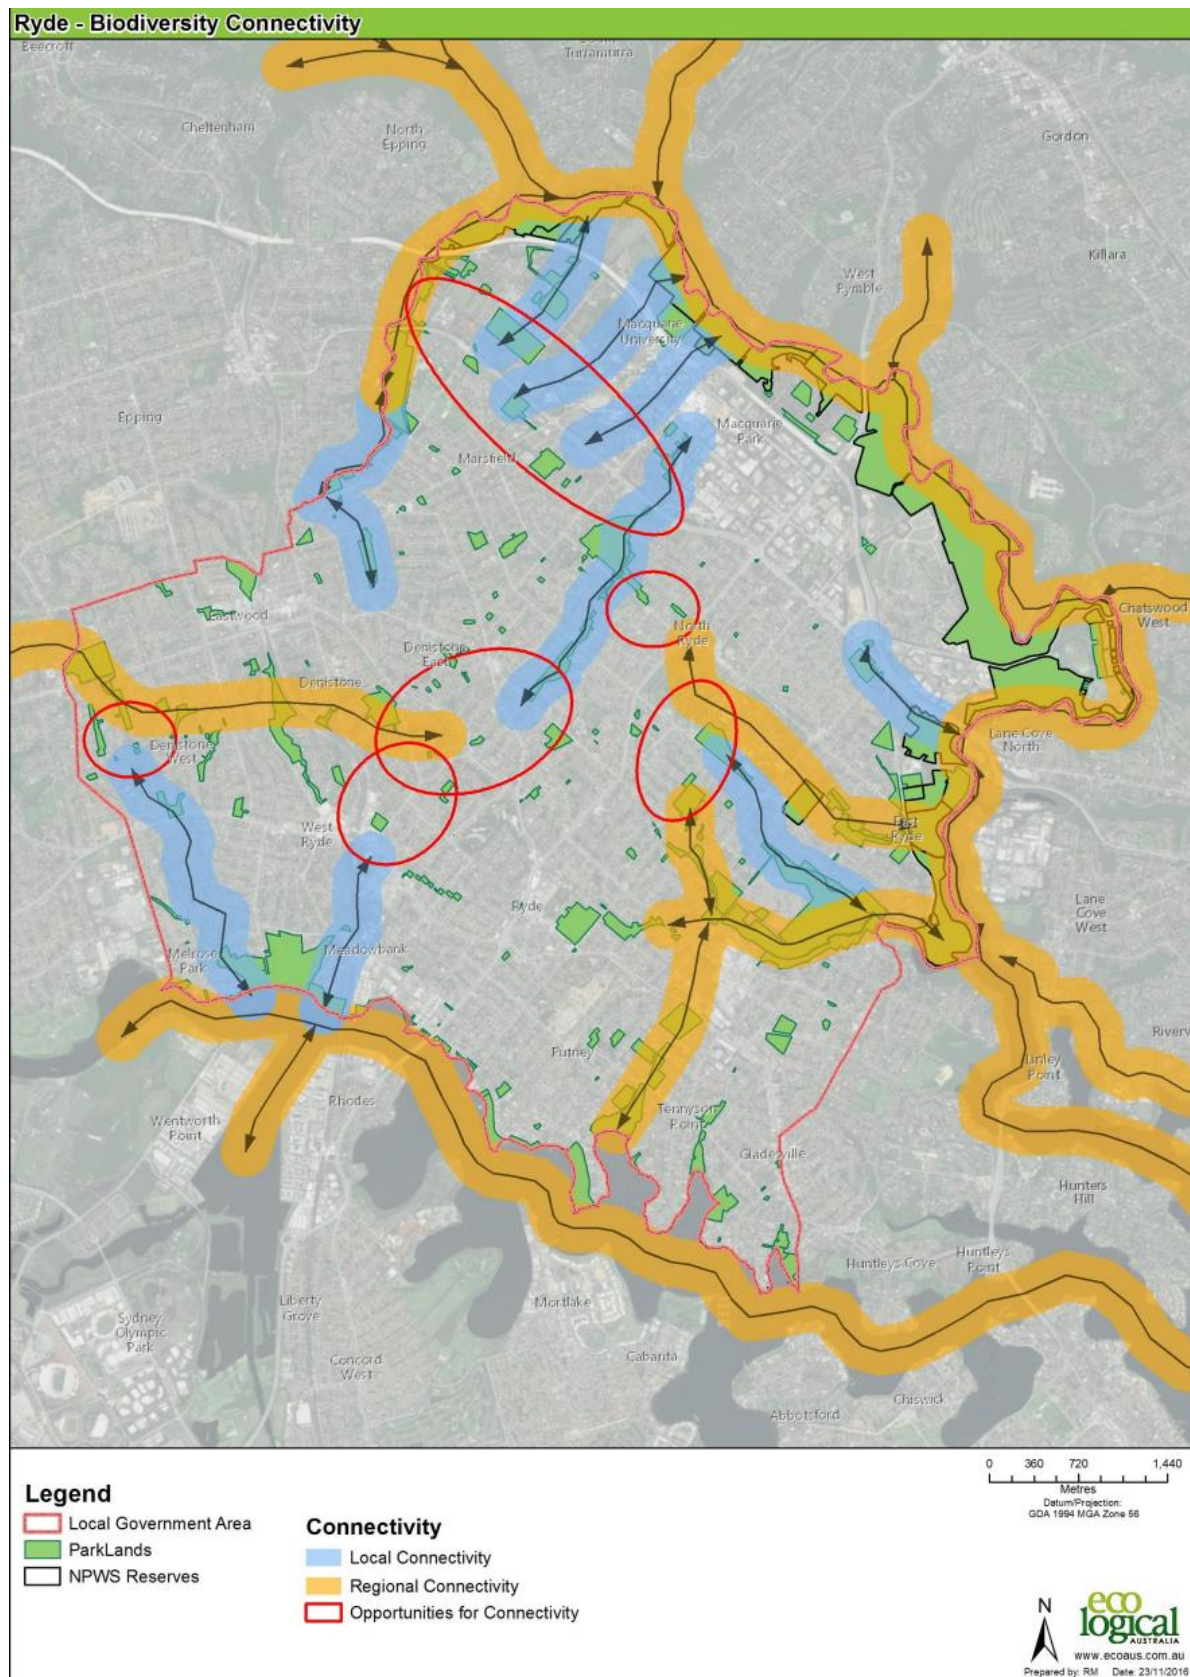 Ryde - Biodiversity Connectivity
Beecroft
Turramurra
Cheltenham
North
Epping
Gordon
Killara
West
Pymble
Macquarie
University
Epping
Macquarie
Park
Marsfield
Eastwood
Chatswood
West
North
Ryde
Denistone
East
Denistone
Denistone
West
Lane Cove
North
West
Ryde
East
Ryde
Ryde
Lane
Cove
West
Melrose
Park
Meadowbank
Putney
Linley
Point
Riverv
Rhodes
Wentworth
Point
Tennyson
Point
Gladesville
Hunters
Hill
Huntleys Cove
Huntleys
Point
Liberty
Grove
Mortlake
Sydney
Olympic
Park
Concord
West
Cabarita
Chiswick
Abbotsford
0 360 720 1,440
Metres
Datum/Projection:
GDA 1994 MGA Zone 56
Legend
Local Government Area
ParkLands
NPWS Reserves
Connectivity
Local Connectivity
Regional Connectivity
Opportunities for Connectivity
N
eco
logical
AUSTRALIA
www.ecoaus.com.au
Prepared by: RM Date: 23/11/2016